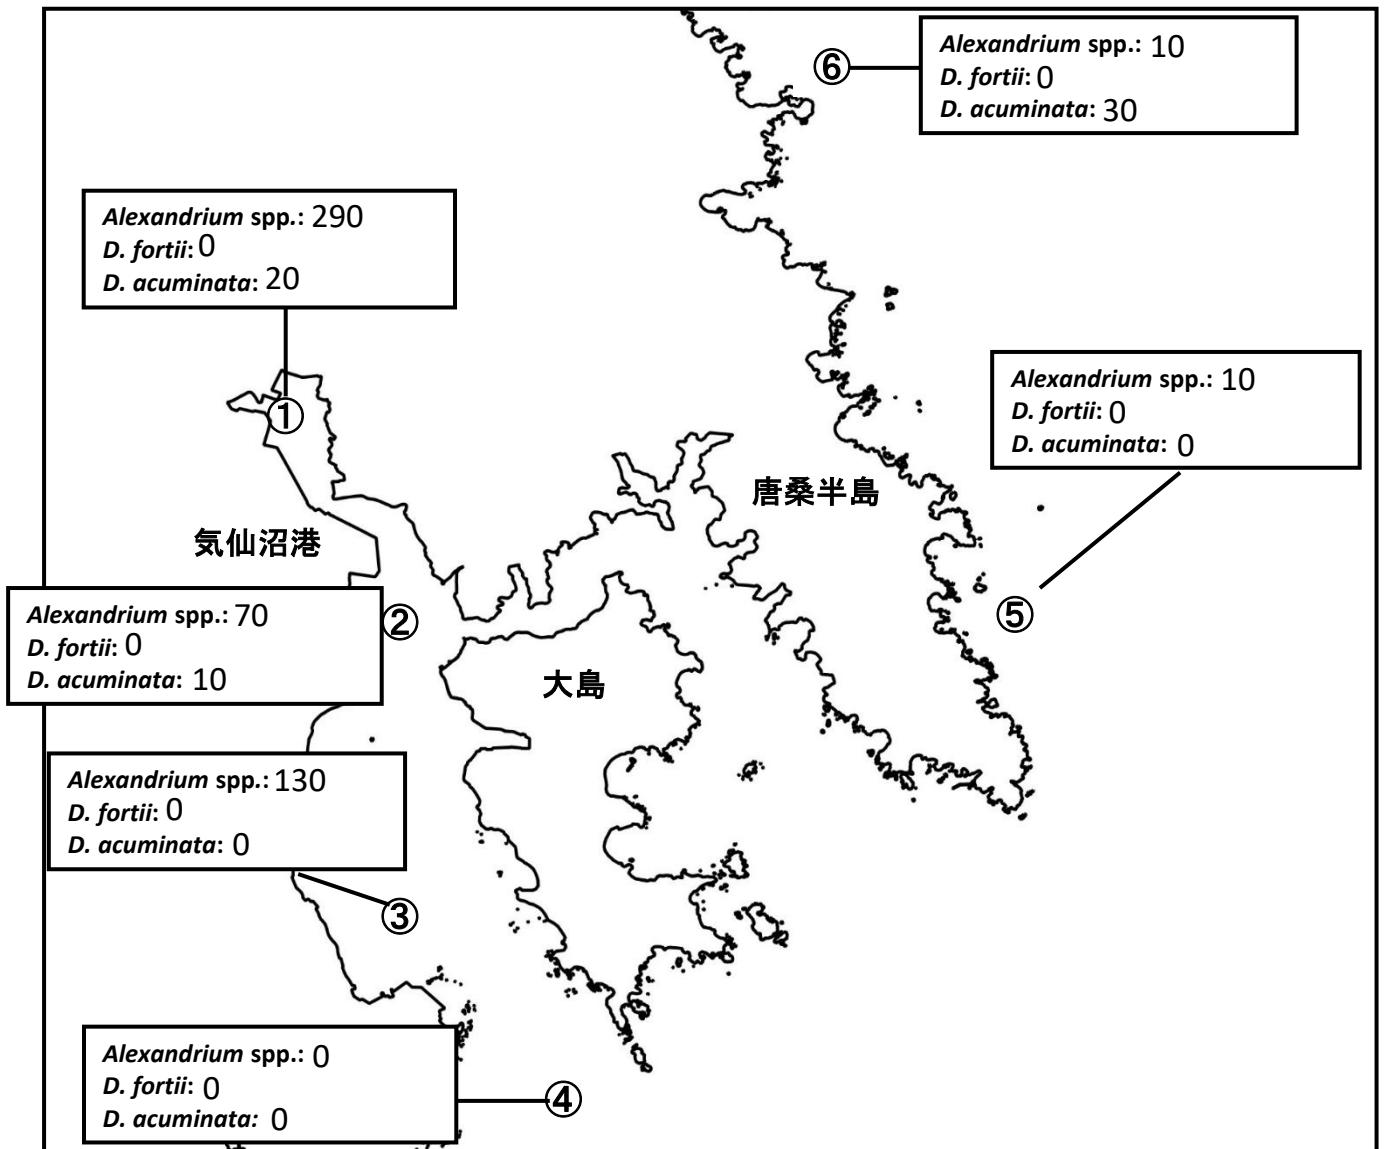 Alexandrium spp.: 10
D. fortii: 0
D. acuminata: 30
⑥
Alexandrium spp.: 290
D. fortii: 0
D. acuminata: 20
①
Alexandrium spp.: 10
D. fortii: 0
D. acuminata: 0
⑤
唐桑半島
気仙沼港
Alexandrium spp.: 70
D. fortii: 0
D. acuminata: 10
②
大島
Alexandrium spp.: 130
D. fortii: 0
D. acuminata: 0
③
Alexandrium spp.: 0
D. fortii: 0
D. acuminata: 0
④